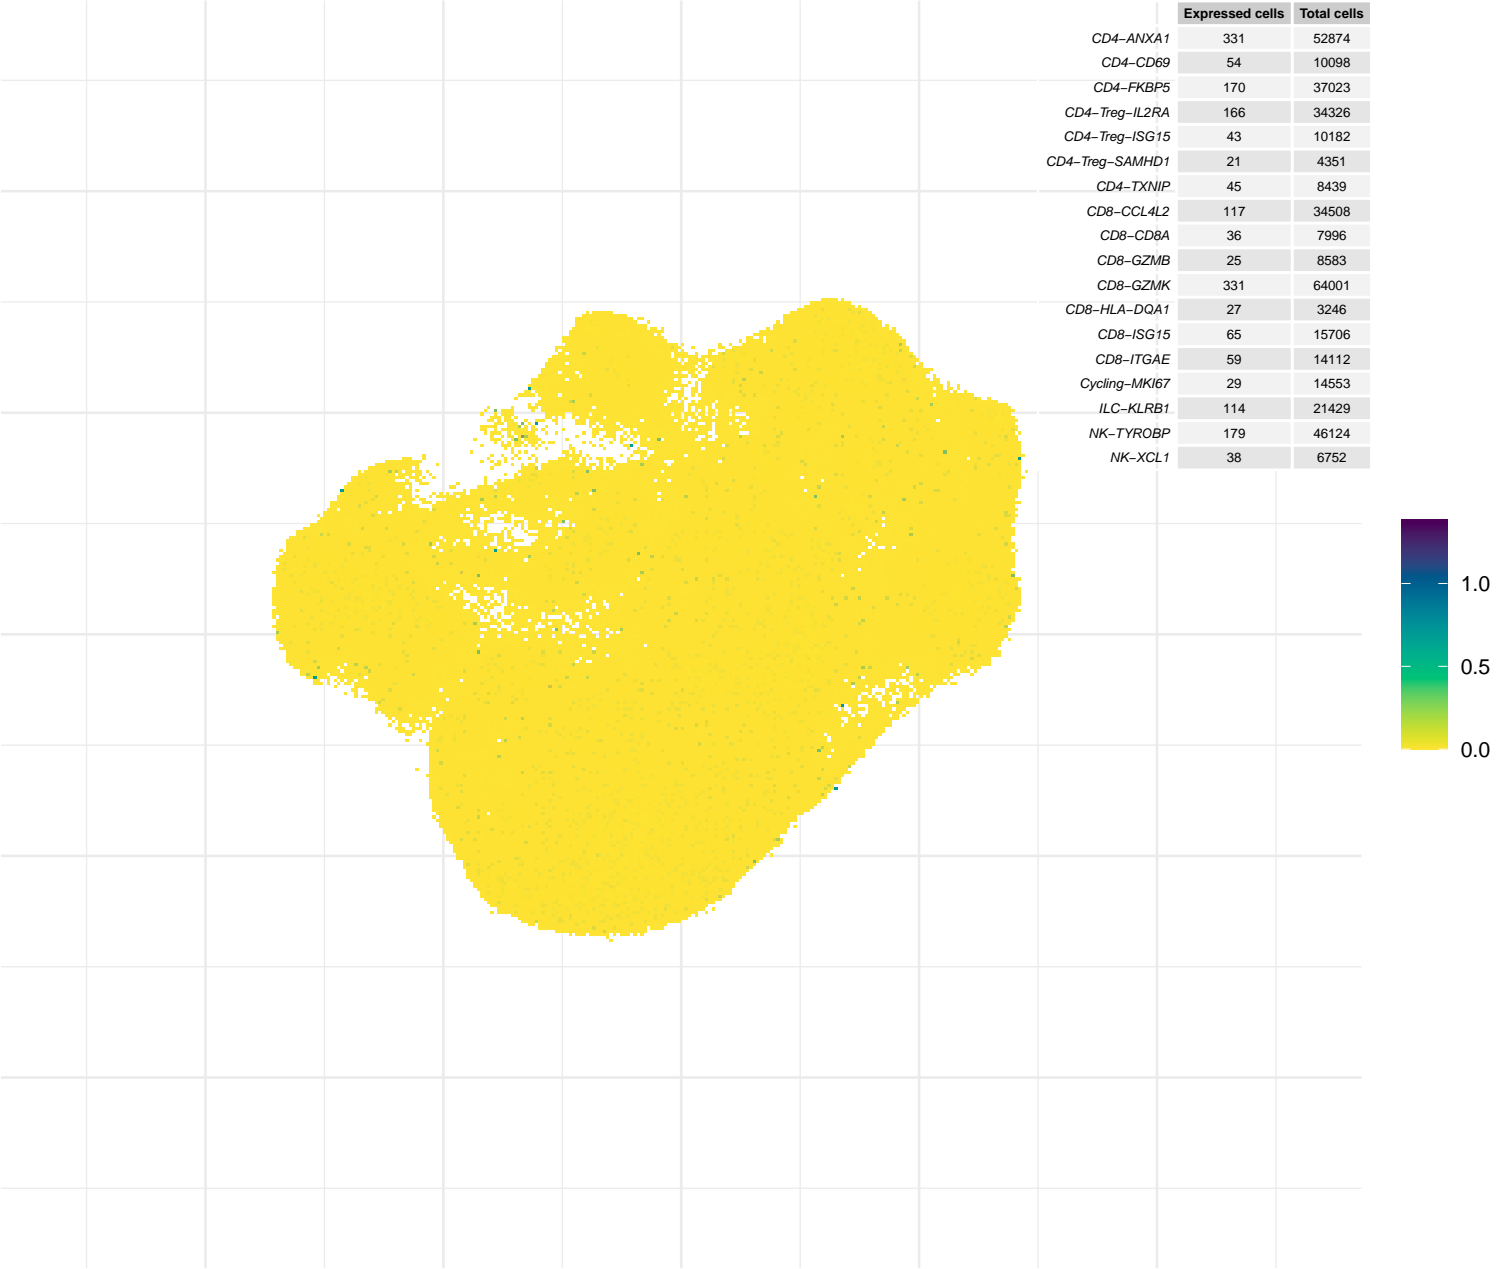 Expressed cells Total cells
CD4−ANXA1 331 52874
CD4−CD69 54 10098
CD4−FKBP5 170 37023
CD4−Treg−IL2RA 166 34326
CD4−Treg−ISG15 43 10182
CD4−Treg−SAMHD1 21 4351
CD4−TXNIP 45 8439
CD8−CCL4L2 117 34508
CD8−CD8A 36 7996
CD8−GZMB 25 8583
CD8−GZMK 331 64001
CD8−HLA−DQA1 27 3246
CD8−ISG15 65 15706
CD8−ITGAE 59 14112
Cycling−MKI67 29 14553
ILC−KLRB1 114 21429
NK−TYROBP 179 46124
NK−XCL1 38 6752
1.0
0.5
0.0